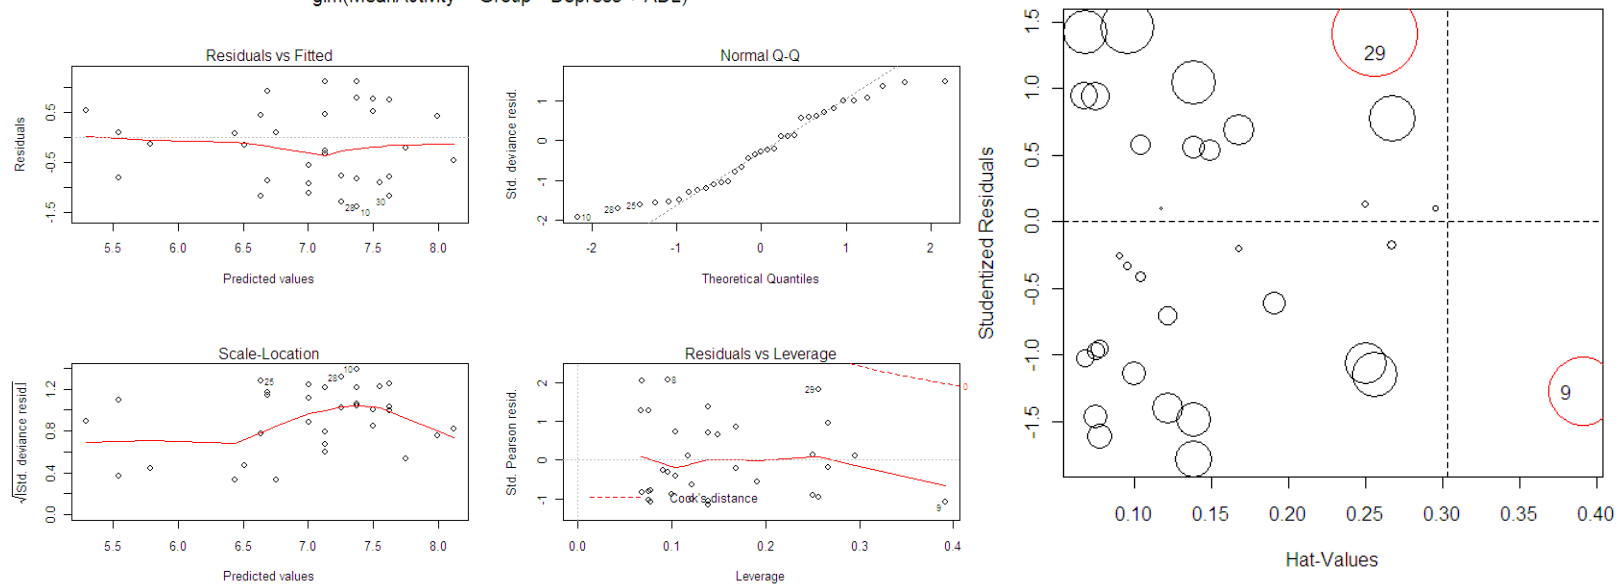 glm(MeanActivity ~ Group * Depress + ADL)
Residuals vs Fitted
Residuals
0.5
-0.5
-1.5
28
10
30
5.5 6.0 6.5 7.0 7.5 8.0
Predicted values
Normal Q-Q
Std. deviance resid.
1
0
-1
-2
10
28
25
-2 -1 0 1 2
Theoretical Quantiles
Scale-Location
√|Std. deviance resid.|
1.2
0.8
0.4
0.0
25
28
10
5.5 6.0 6.5 7.0 7.5 8.0
Predicted values
Residuals vs Leverage
Std. Pearson resid.
2
1
0
-1
8
29
9
Cook's distance
0.0 0.1 0.2 0.3 0.4
Leverage
Studentized Residuals
1.5
1.0
0.5
0.0
-0.5
-1.0
-1.5
29
9
0.10 0.15 0.20 0.25 0.30 0.35 0.40
Hat-Values